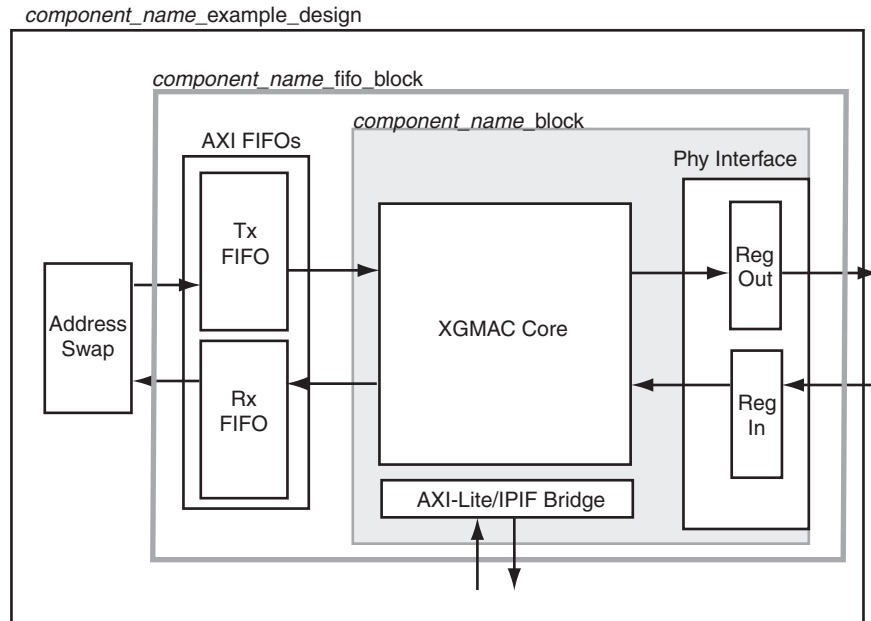 component_name_example_design
component_name_fifo_block
component_name_block
AXI FIFOs
Phy Interface
Tx
FIFO
Reg
Out
Address
Swap
XGMAC Core
Rx
FIFO
Reg
In
AXI-Lite/IPIF Bridge